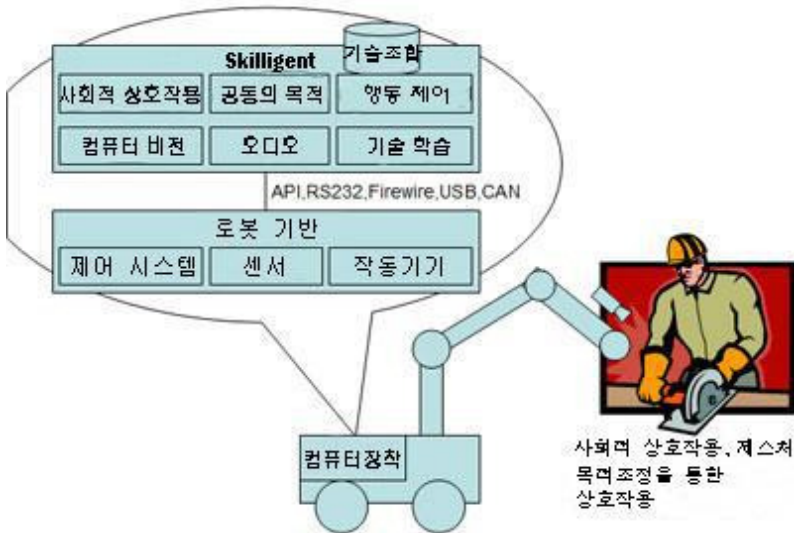 Skilligent
기술조합
사회적 상호작용
공동의 목적
행동 제어
컴퓨터 비전
오디오
기술 학습
API,RS232,Firewire,USB,CAN
로봇 기반
제어 시스템
센서
작동기기
컴퓨터장착
사회적 상호작용, 제스처
목력조정을 통한
상호작용